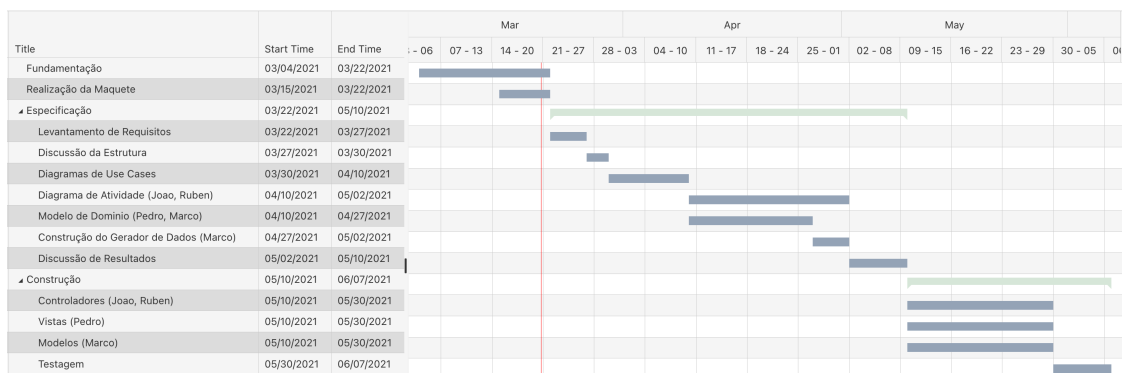 Mar Apr May
Title Start Time End Time - 06 07 - 13 14 - 20 21 - 27 28 - 03 04 - 10 11 - 17 18 - 24 25 - 01 02 - 08 09 - 15 16 - 22 23 - 29 30 - 05
Fundamentação 03/04/2021 03/22/2021
Realização da Maquete 03/15/2021 03/22/2021
Especificação 03/22/2021 05/10/2021
Levantamento de Requisitos 03/22/2021 03/27/2021
Discussão da Estrutura 03/27/2021 03/30/2021
Diagramas de Use Cases 03/30/2021 04/10/2021
Diagrama de Atividade (Joao, Ruben) 04/10/2021 05/02/2021
Modelo de Dominio (Pedro, Marco) 04/10/2021 04/27/2021
Construção do Gerador de Dados (Marco) 04/27/2021 05/02/2021
Discussão de Resultados 05/02/2021 05/10/2021
Construção 05/10/2021 06/07/2021
Controladores (Joao, Ruben) 05/10/2021 05/30/2021
Vistas (Pedro) 05/10/2021 05/30/2021
Modelos (Marco) 05/10/2021 05/30/2021
Testagem 05/30/2021 06/07/2021